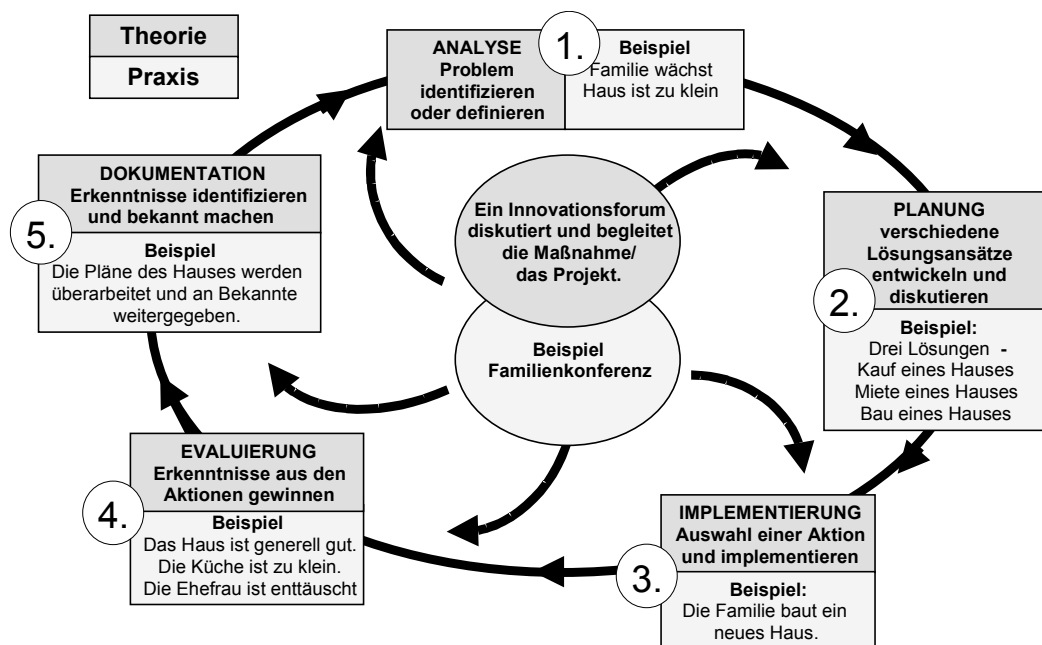 Theorie
Praxis
1.
ANALYSE
Problem
identifizieren
oder definieren
Beispiel
Familie wächst
Haus ist zu klein
2.
PLANUNG
verschiedene
Lösungsansätze
entwickeln und
diskutieren
Beispiel:
Drei Lösungen -
Kauf eines Hauses
Miete eines Hauses
Bau eines Hauses
3.
IMPLEMENTIERUNG
Auswahl einer Aktion
und implementieren
Beispiel:
Die Familie baut ein
neues Haus.
4.
EVALUIERUNG
Erkenntnisse aus den
Aktionen gewinnen
Beispiel
Das Haus ist generell gut.
Die Küche ist zu klein.
Die Ehefrau ist enttäuscht
5.
DOKUMENTATION
Erkenntnisse identifizieren
und bekannt machen
Beispiel
Die Pläne des Hauses werden
überarbeitet und an Bekannte
weitergegeben.
Ein Innovationsforum
diskutiert und begleitet
die Maßnahme/
das Projekt.
Beispiel
Familienkonferenz